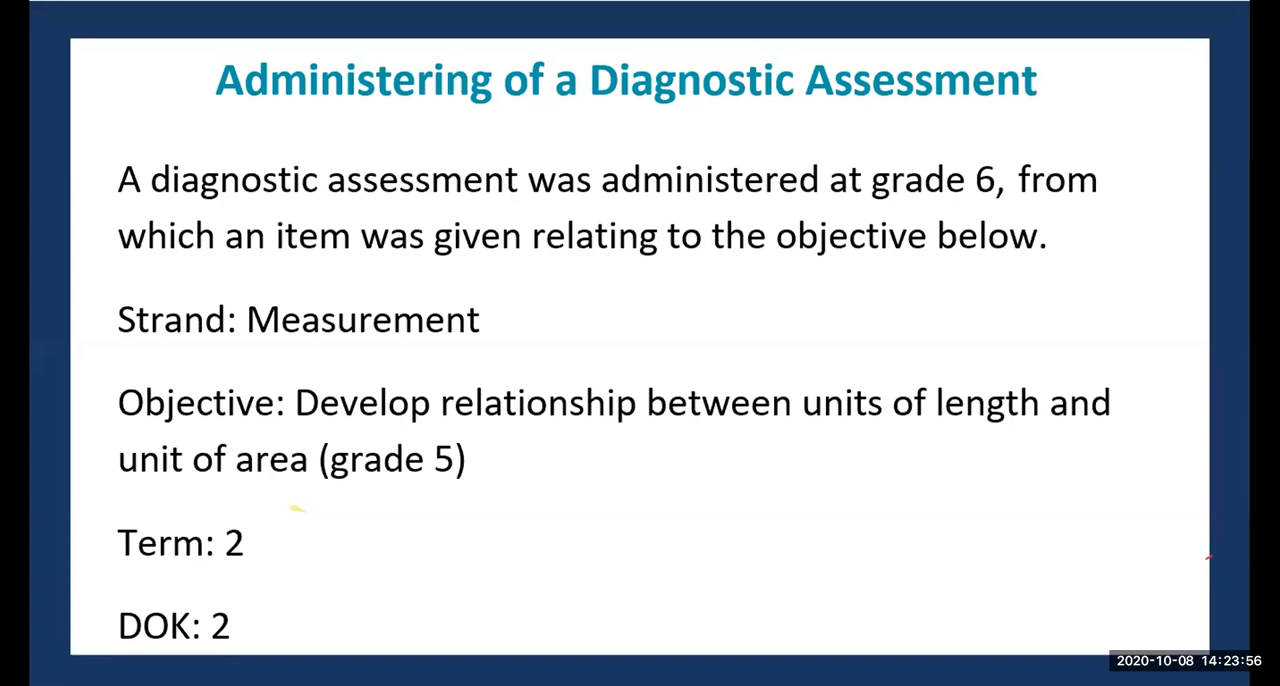 Administering of a Diagnostic Assessment
A diagnostic assessment was administered at grade 6, from
which an item was given relating to the objective below.
Strand: Measurement
Objective: Develop relationship between units of length and
unit of area (grade 5)
Term: 2
DOK: 2
2020-10-08 14:23:56